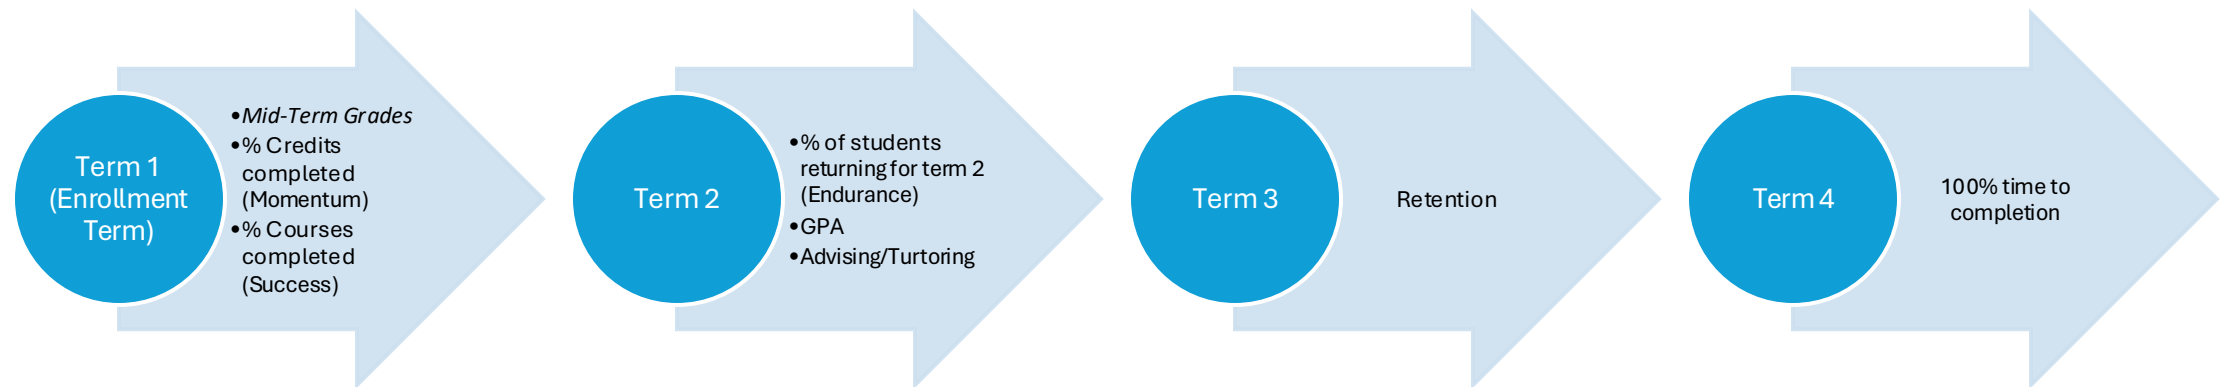 Term 1
(Enrollment
Term)
•Mid-Term Grades
•% Credits
completed
(Momentum)
•% Courses
completed
(Success)
Term 2
•% of students
returning for term 2
(Endurance)
•GPA
•Advising/Turtoring
Term 3
Retention
Term 4
100% time to
completion